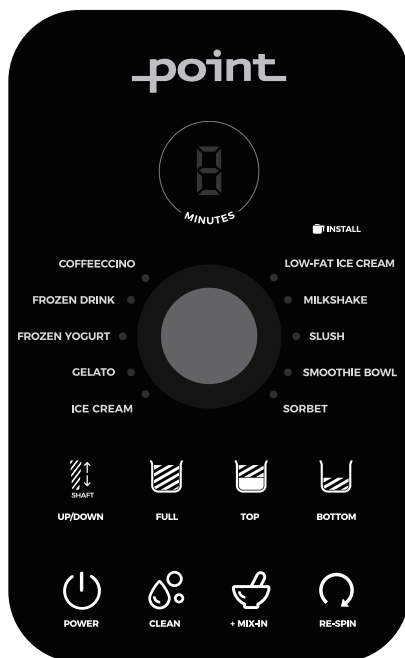 point
8
MINUTES
INSTALL
COFFEECCINO
LOW-FAT ICE CREAM
FROZEN DRINK
MILKSHAKE
FROZEN YOGURT
SLUSH
GELATO
SMOOTHIE BOWL
ICE CREAM
SORBET
SHAFT
UP/DOWN
FULL
TOP
BOTTOM
POWER
CLEAN
+ MIX-IN
RE-SPIN